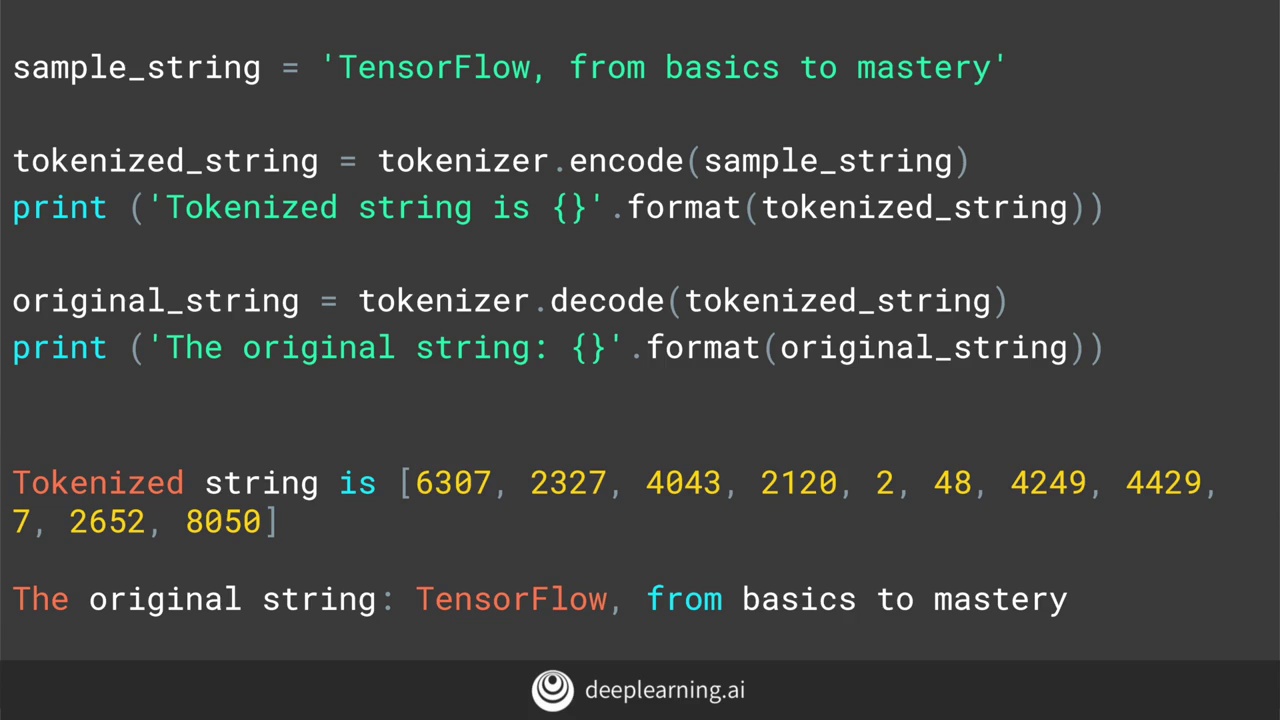 sample_string = 'TensorFlow, from basics to mastery'
tokenized_string = tokenizer.encode(sample_string)
print ('Tokenized string is {}'.format(tokenized_string))
original_string = tokenizer.decode(tokenized_string)
print ('The original string: {}'.format(original_string))
Tokenized string is [6307, 2327, 4043, 2120, 2, 48, 4249, 4429,
7, 2652, 8050]
The original string: TensorFlow, from basics to mastery
deeplearning.ai